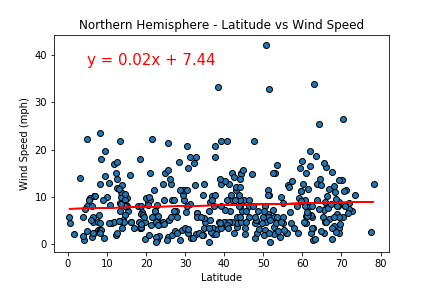 Northern Hemisphere - Latitude vs Wind Speed
y = 0.02x + 7.44
Wind Speed (mph)
40
30
20
10
0
0 10 20 30 40 50 60 70 80
Latitude